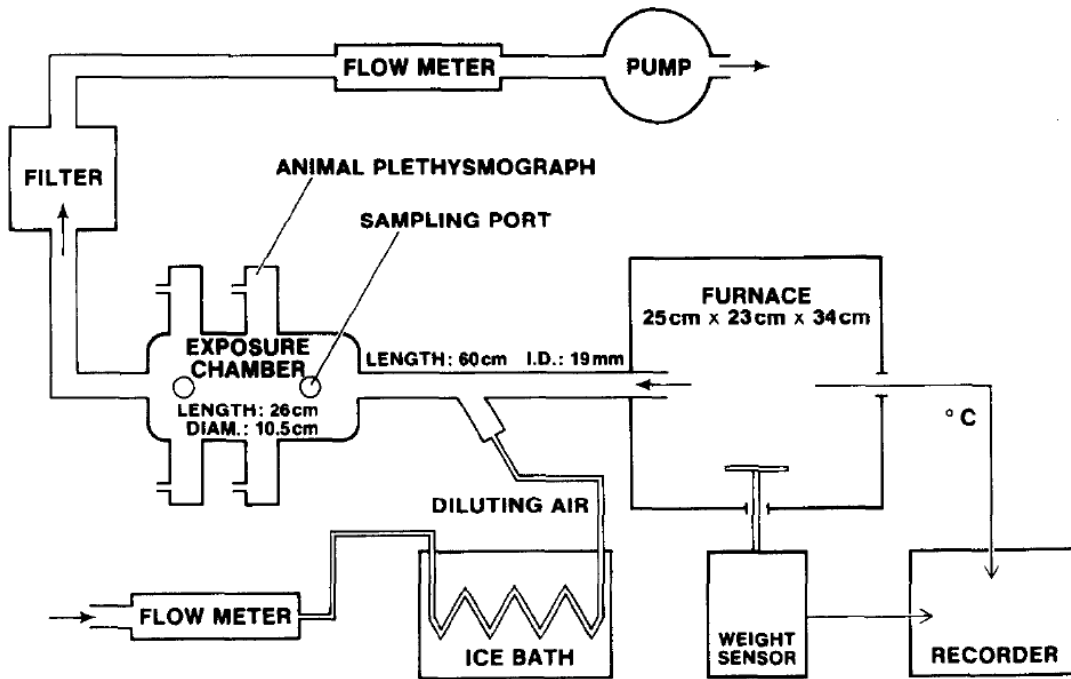 FLOW METER
PUMP
FILTER
ANIMAL PLETHYSMOGRAPH
SAMPLING PORT
FURNACE
25cm x 23cm x 34cm
EXPOSURE
CHAMBER
LENGTH: 60cm I.D.: 19mm
LENGTH: 26cm
DIAM.: 10.5cm
°C
DILUTING AIR
FLOW METER
ICE BATH
WEIGHT
SENSOR
RECORDER